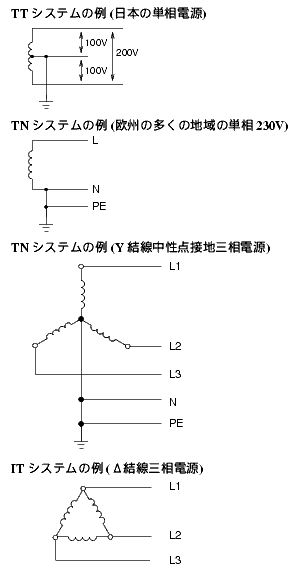 TT システムの例 (日本の単相電源)
100V
200V
100V
TN システムの例 (欧州の多くの地域の単相 230V)
L
N
PE
TN システムの例 (Y 結線中性点接地三相電源)
L1
L2
L3
N
PE
IT システムの例 (Δ結線三相電源)
L1
L2
L3